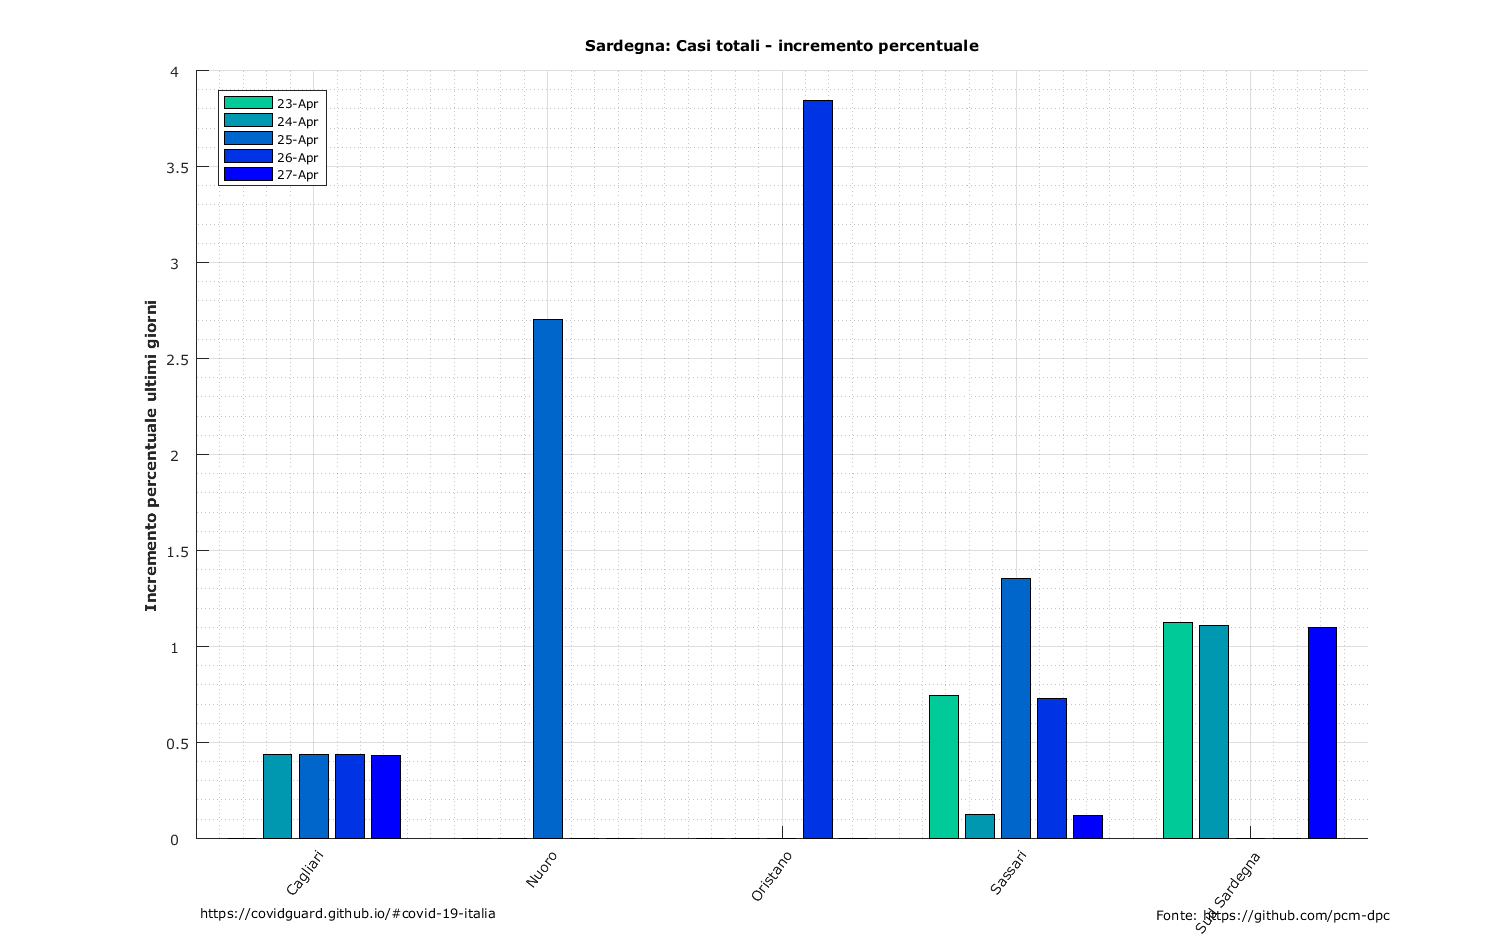 Sardegna: Casi totali - incremento percentuale
4
3.5
3
2.5
2
1.5
1
0.5
0
Incremento percentuale ultimi giorni
23-Apr
24-Apr
25-Apr
26-Apr
27-Apr
Cagliari
Nuoro
Oristano
Sassari
Sud Sardegna
https://covidguard.github.io/#covid-19-italia
Fonte: https://github.com/pcm-dpc